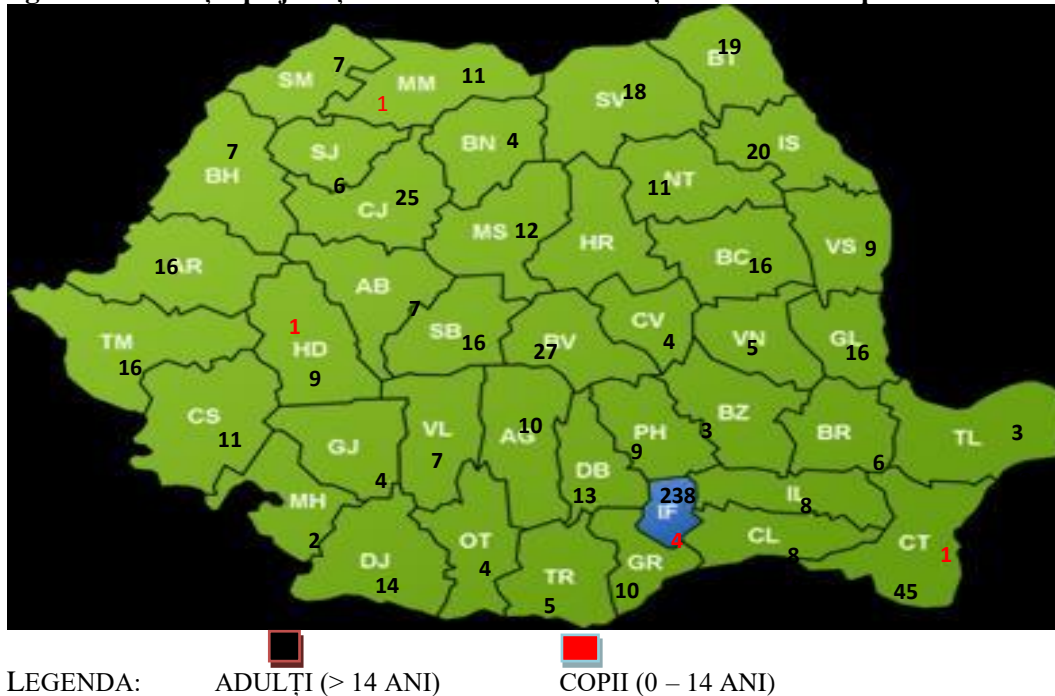 19
BT
7
SM
MM
11
1
SV
18
BN
4
20
IS
7
BH
SJ
6
11
NT
CJ
25
MS
12
HR
VS
9
BC
16
16
AR
AB
7
TM
16
1
HD
9
SB
16
BV
27
CV
4
VN
5
GL
16
CS
11
GJ
4
VL
7
AG
10
DB
13
PH
9
3
BZ
BR
6
TL
3
MH
2
DJ
14
OT
4
TR
5
GR
10
238
IF
4
IL
8
CL
8
CT
1
45
LEGENDA: ADULȚI (> 14 ANI) COPII (0 – 14 ANI)